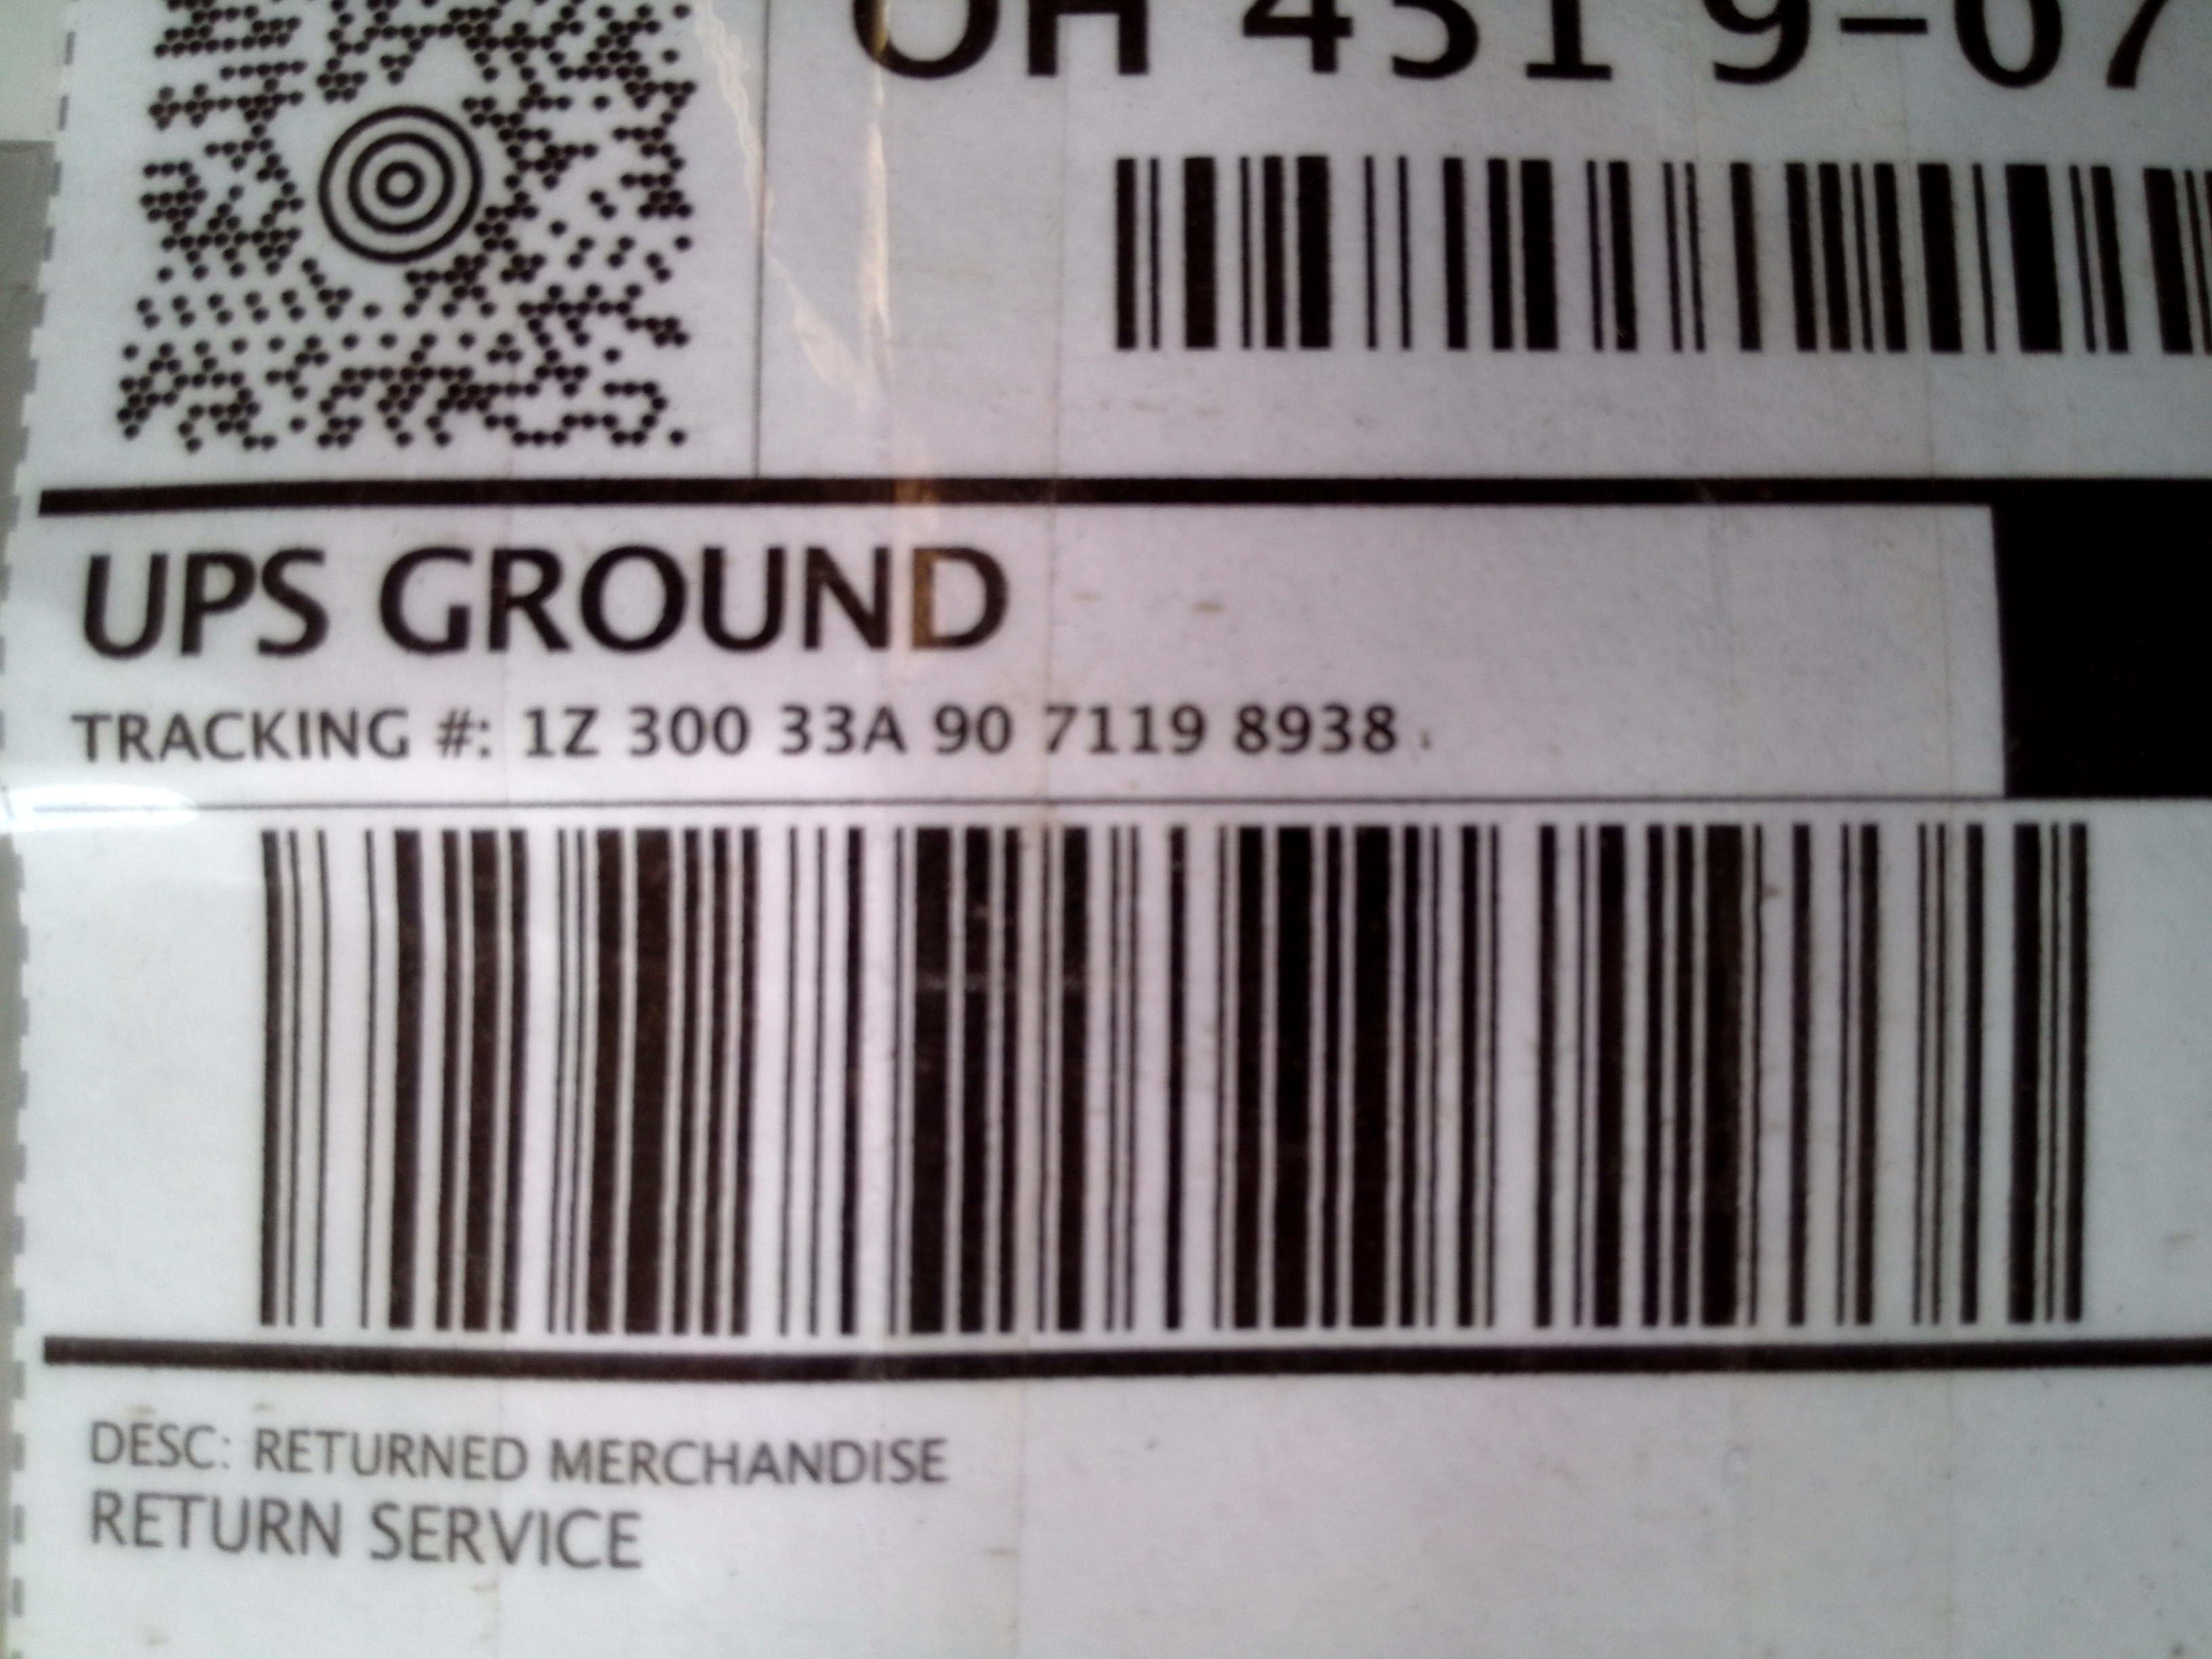 OH 431 9-07
UPS GROUND
TRACKING #: 1Z 300 33A 90 7119 8938
DESC: RETURNED MERCHANDISE
RETURN SERVICE